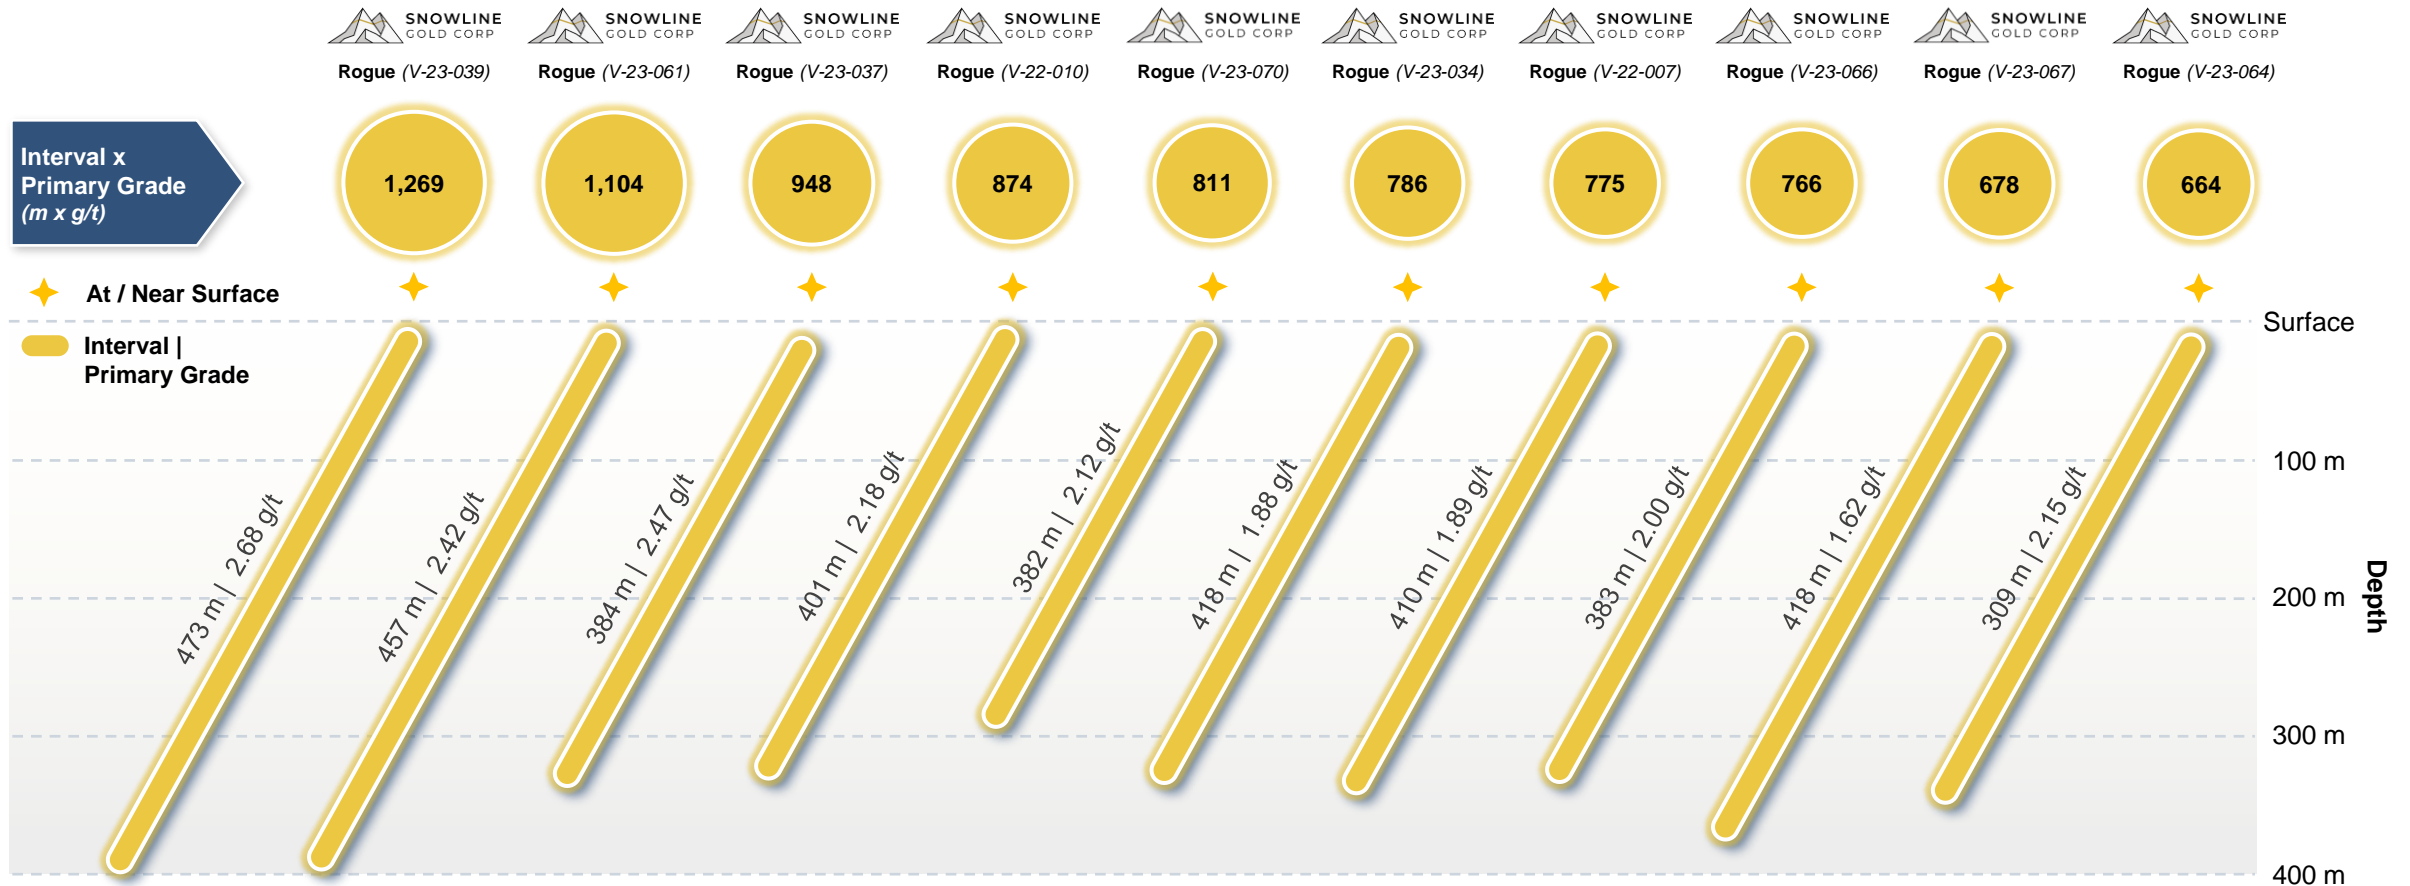 SNOWLINE
GOLD CORP
SNOWLINE
GOLD CORP
SNOWLINE
GOLD CORP
SNOWLINE
GOLD CORP
SNOWLINE
GOLD CORP
SNOWLINE
GOLD CORP
SNOWLINE
GOLD CORP
SNOWLINE
GOLD CORP
SNOWLINE
GOLD CORP
SNOWLINE
GOLD CORP
Rogue (V-23-039)
Rogue (V-23-061)
Rogue (V-23-037)
Rogue (V-22-010)
Rogue (V-23-070)
Rogue (V-23-034)
Rogue (V-22-007)
Rogue (V-23-066)
Rogue (V-23-067)
Rogue (V-23-064)
Interval x
Primary Grade
(m x g/t)
1,269
1,104
948
874
811
786
775
766
678
664
At / Near Surface
Interval |
Primary Grade
473 m | 2.68 g/t
457 m | 2.42 g/t
384 m | 2.47 g/t
401 m | 2.18 g/t
382 m | 2.12 g/t
418 m | 1.88 g/t
410 m | 1.89 g/t
383 m | 2.00 g/t
418 m | 1.62 g/t
309 m | 2.15 g/t
Surface
100 m
200 m
300 m
400 m
Depth